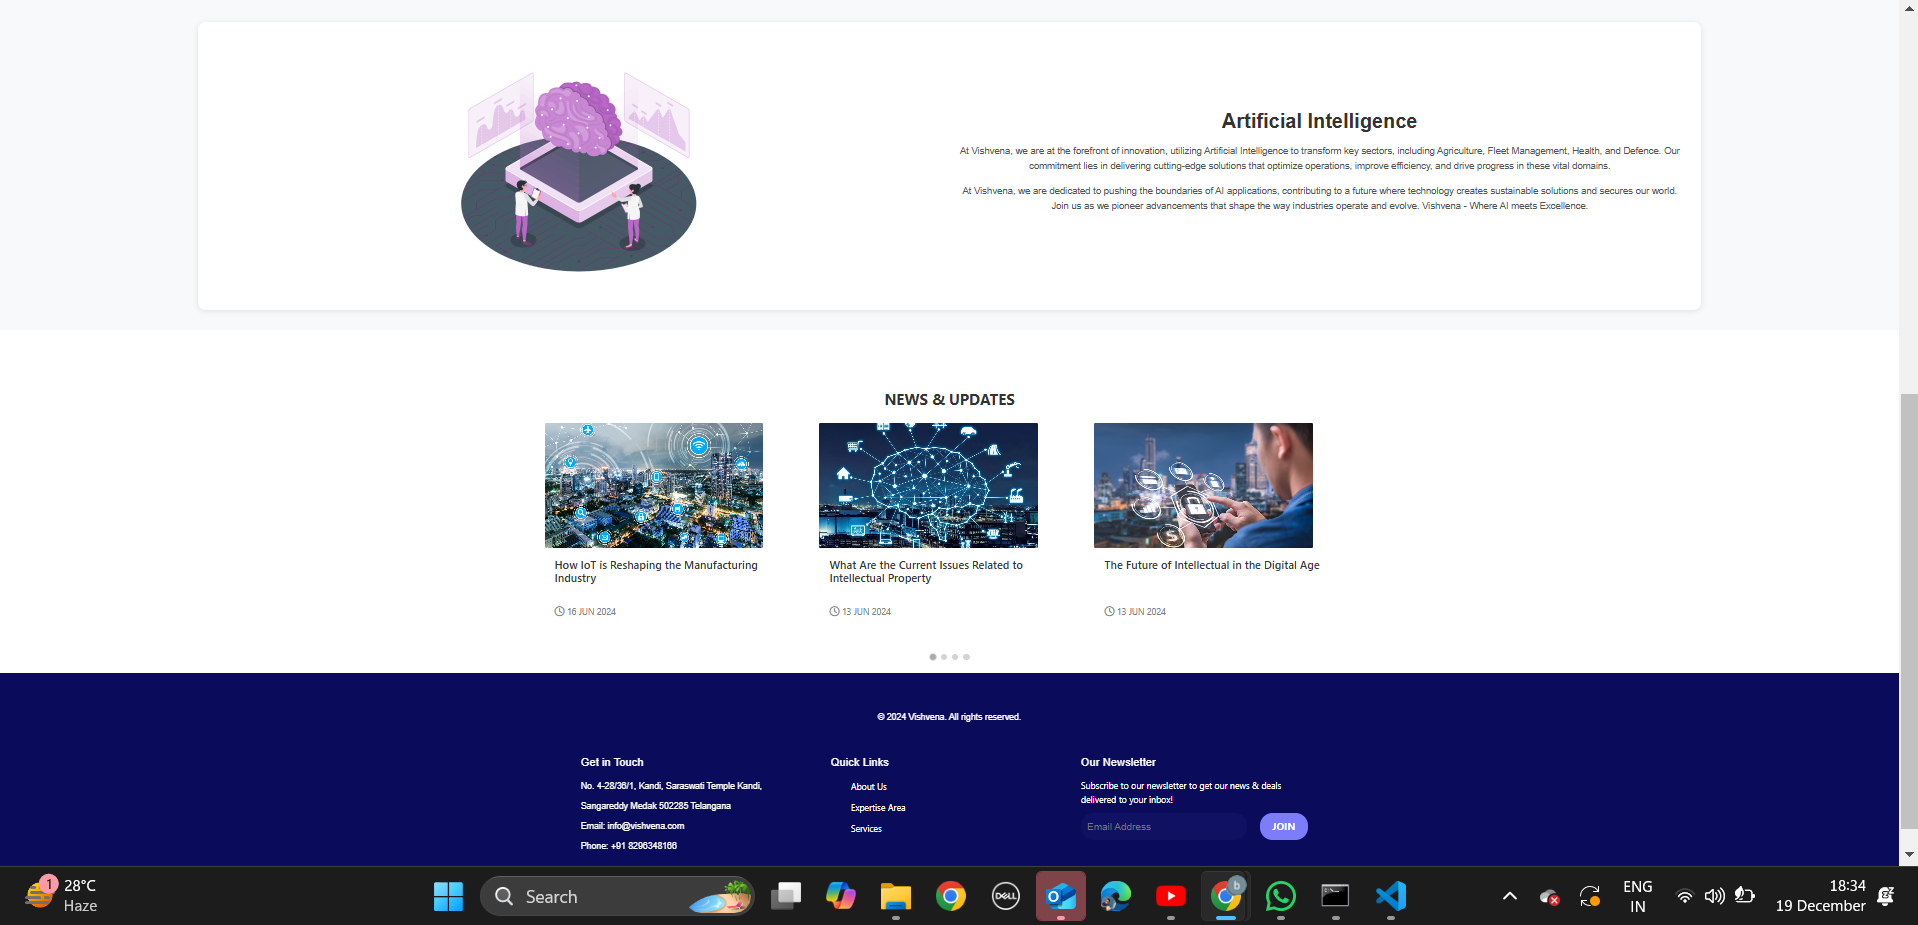 Artificial Intelligence
At Vishvena, we are at the forefront of innovation, utilizing Artificial Intelligence to transform key sectors, including Agriculture, Fleet Management, Health, and Defence. Our
commitment lies in delivering cutting-edge solutions that optimize operations, improve efficiency, and drive progress in these vital domains.
At Vishvena, we are dedicated to pushing the boundaries of AI applications, contributing to a future where technology creates sustainable solutions and secures our world.
Join us as we pioneer advancements that shape the way industries operate and evolve. Vishvena - Where AI meets Excellence.
NEWS & UPDATES
How IoT is Reshaping the Manufacturing
Industry
16 JUN 2024
What Are the Current Issues Related to
Intellectual Property
13 JUN 2024
The Future of Intellectual in the Digital Age
13 JUN 2024
© 2024 Vishvena. All rights reserved.
Get in Touch
No. 4-28/36/1, Kandi, Saraswati Temple Kandi,
Sangareddy Medak 502285 Telangana
Email: info@vishvena.com
Phone: +91 8296348166
Quick Links
About Us
Expertise Area
Services
Our Newsletter
Subscribe to our newsletter to get our news & deals
delivered to your inbox!
Email Address
JOIN
1
28°C
Haze
Search
DELL
b
ENG
IN
18:34
19 December